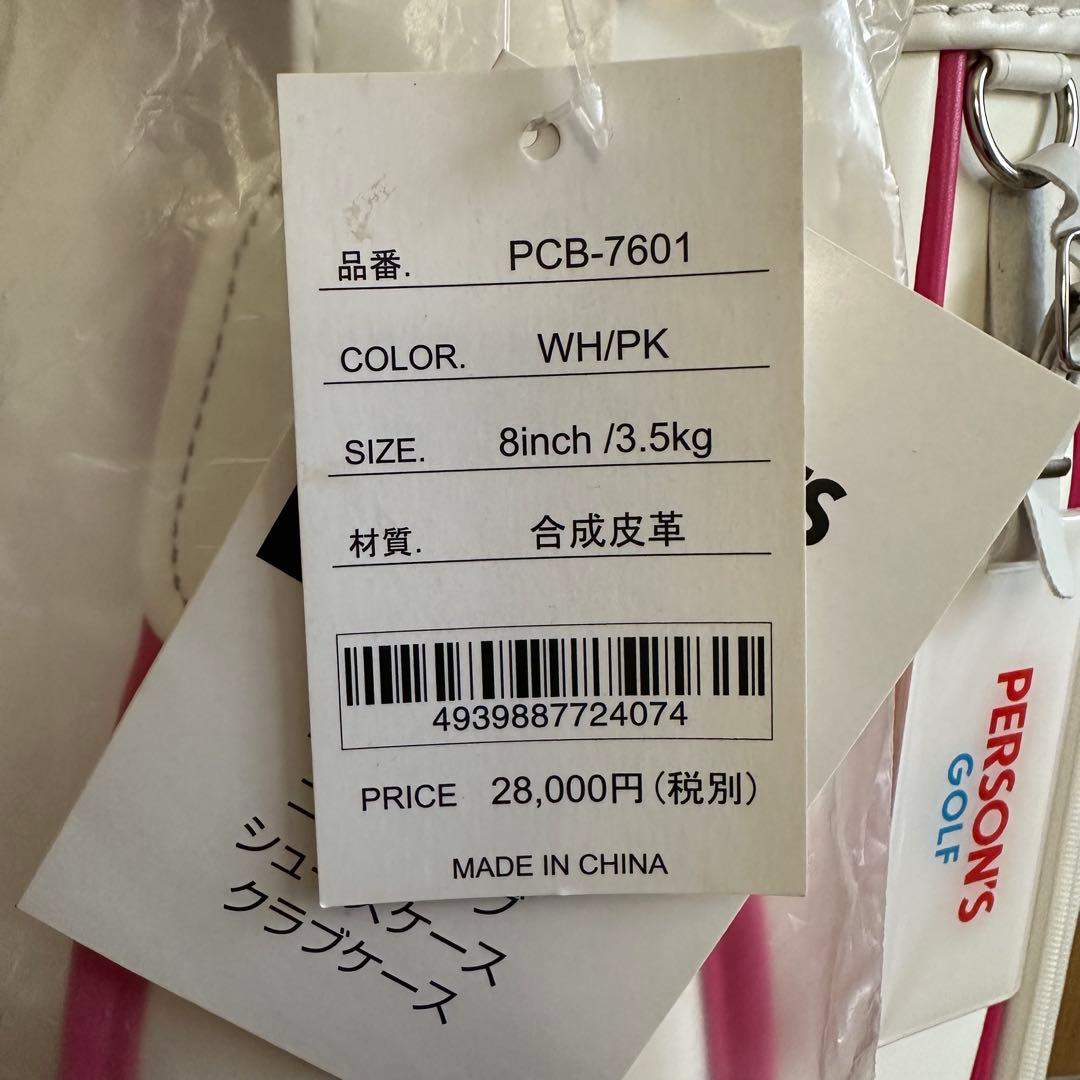 品番. PCB-7601
COLOR. WH/PK
SIZE. 8inch /3.5kg
材質. 合成皮革
4939887724074
PRICE 28,000円(税別)
MADE IN CHINA
クラブケース
PERSON'S
GOLF